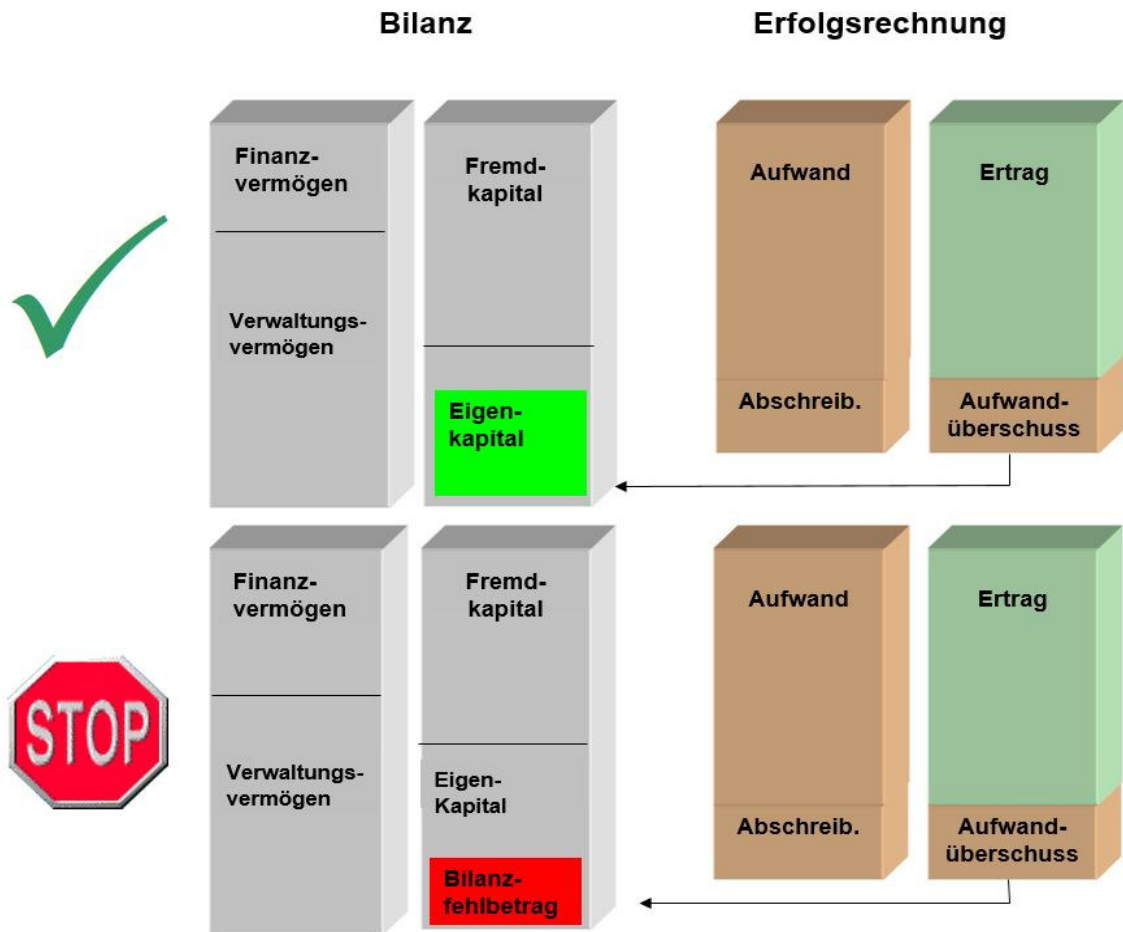 Bilanz
Erfolgsrechnung
Finanz-
vermögen
Fremd-
kapital
Aufwand
Ertrag
Verwaltungs-
vermögen
Eigen-
kapital
Abschreib.
Aufwand-
überschuss
Finanz-
vermögen
Fremd-
kapital
Aufwand
Ertrag
STOP
Verwaltungs-
vermögen
Eigen-
Kapital
Abschreib.
Aufwand-
überschuss
Bilanz-
fehlbetrag